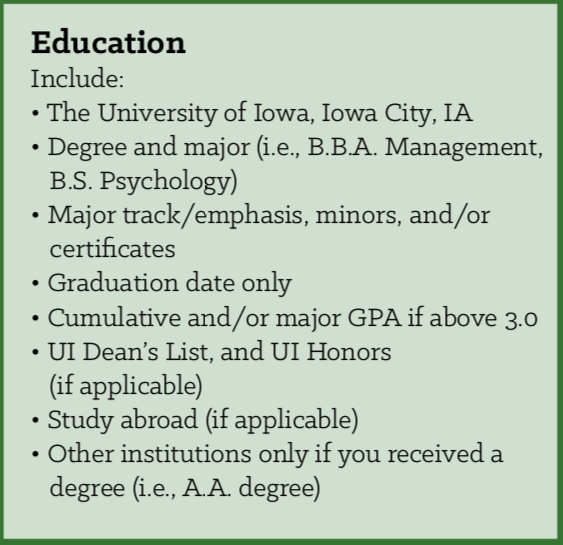 Education
Include:
• The University of Iowa, Iowa City, IA
• Degree and major (i.e., B.B.A. Management,
B.S. Psychology)
• Major track/emphasis, minors, and/or
certificates
• Graduation date only
• Cumulative and/or major GPA if above 3.0
• UI Dean’s List, and UI Honors
(if applicable)
• Study abroad (if applicable)
• Other institutions only if you received a
degree (i.e., A.A. degree)